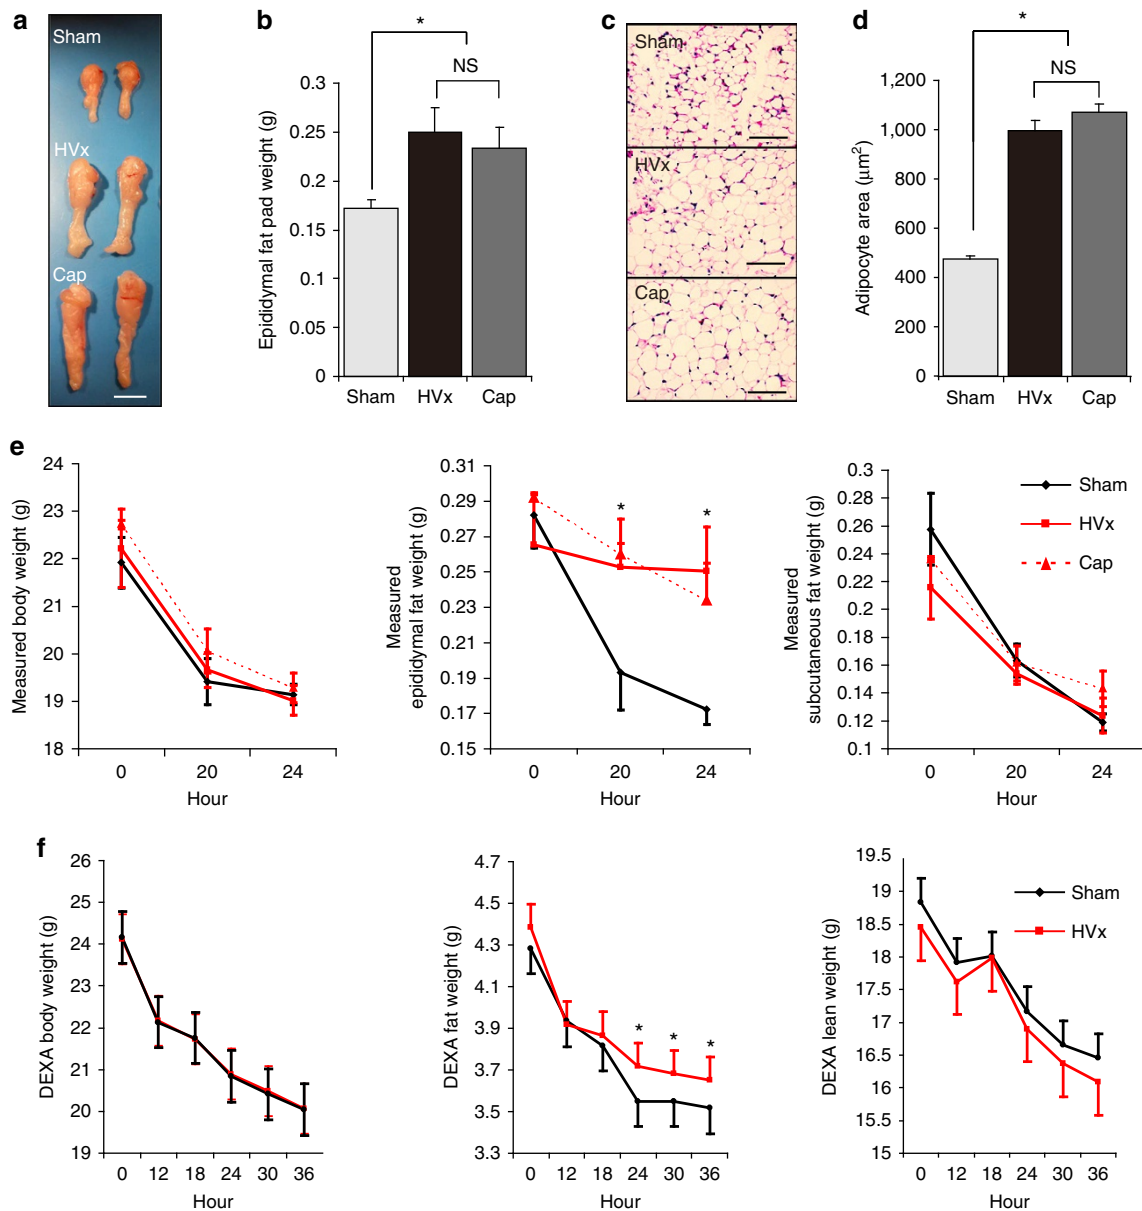 a
Sham
HVx
Cap
b
*
NS
Epididymal fat pad weight (g)
0.3
0.25
0.2
0.15
0.1
0.05
0
Sham HVx Cap
c
Sham
HVx
Cap
d
*
NS
Adipocyte area (µm²)
1,200
1,000
800
600
400
200
0
Sham HVx Cap
e
Measured body weight (g)
24
23
22
21
20
19
18
0 20 24
Hour
Measured
epididymal fat weight (g)
0.31
0.29
0.27
0.25
0.23
0.21
0.19
0.17
0.15
* *
0 20 24
Hour
Measured
subcutaneous fat weight (g)
0.3
0.28
0.26
0.24
0.22
0.2
0.18
0.16
0.14
0.12
0.1
0 20 24
Hour
Sham
HVx
Cap
f
DEXA body weight (g)
26
25
24
23
22
21
20
19
0 12 18 24 30 36
Hour
DEXA fat weight (g)
4.7
4.5
4.3
4.1
3.9
3.7
3.5
3.3
* * *
0 12 18 24 30 36
Hour
DEXA lean weight (g)
19.5
19
18.5
18
17.5
17
16.5
16
15.5
15
0 12 18 24 30 36
Hour
Sham
HVx